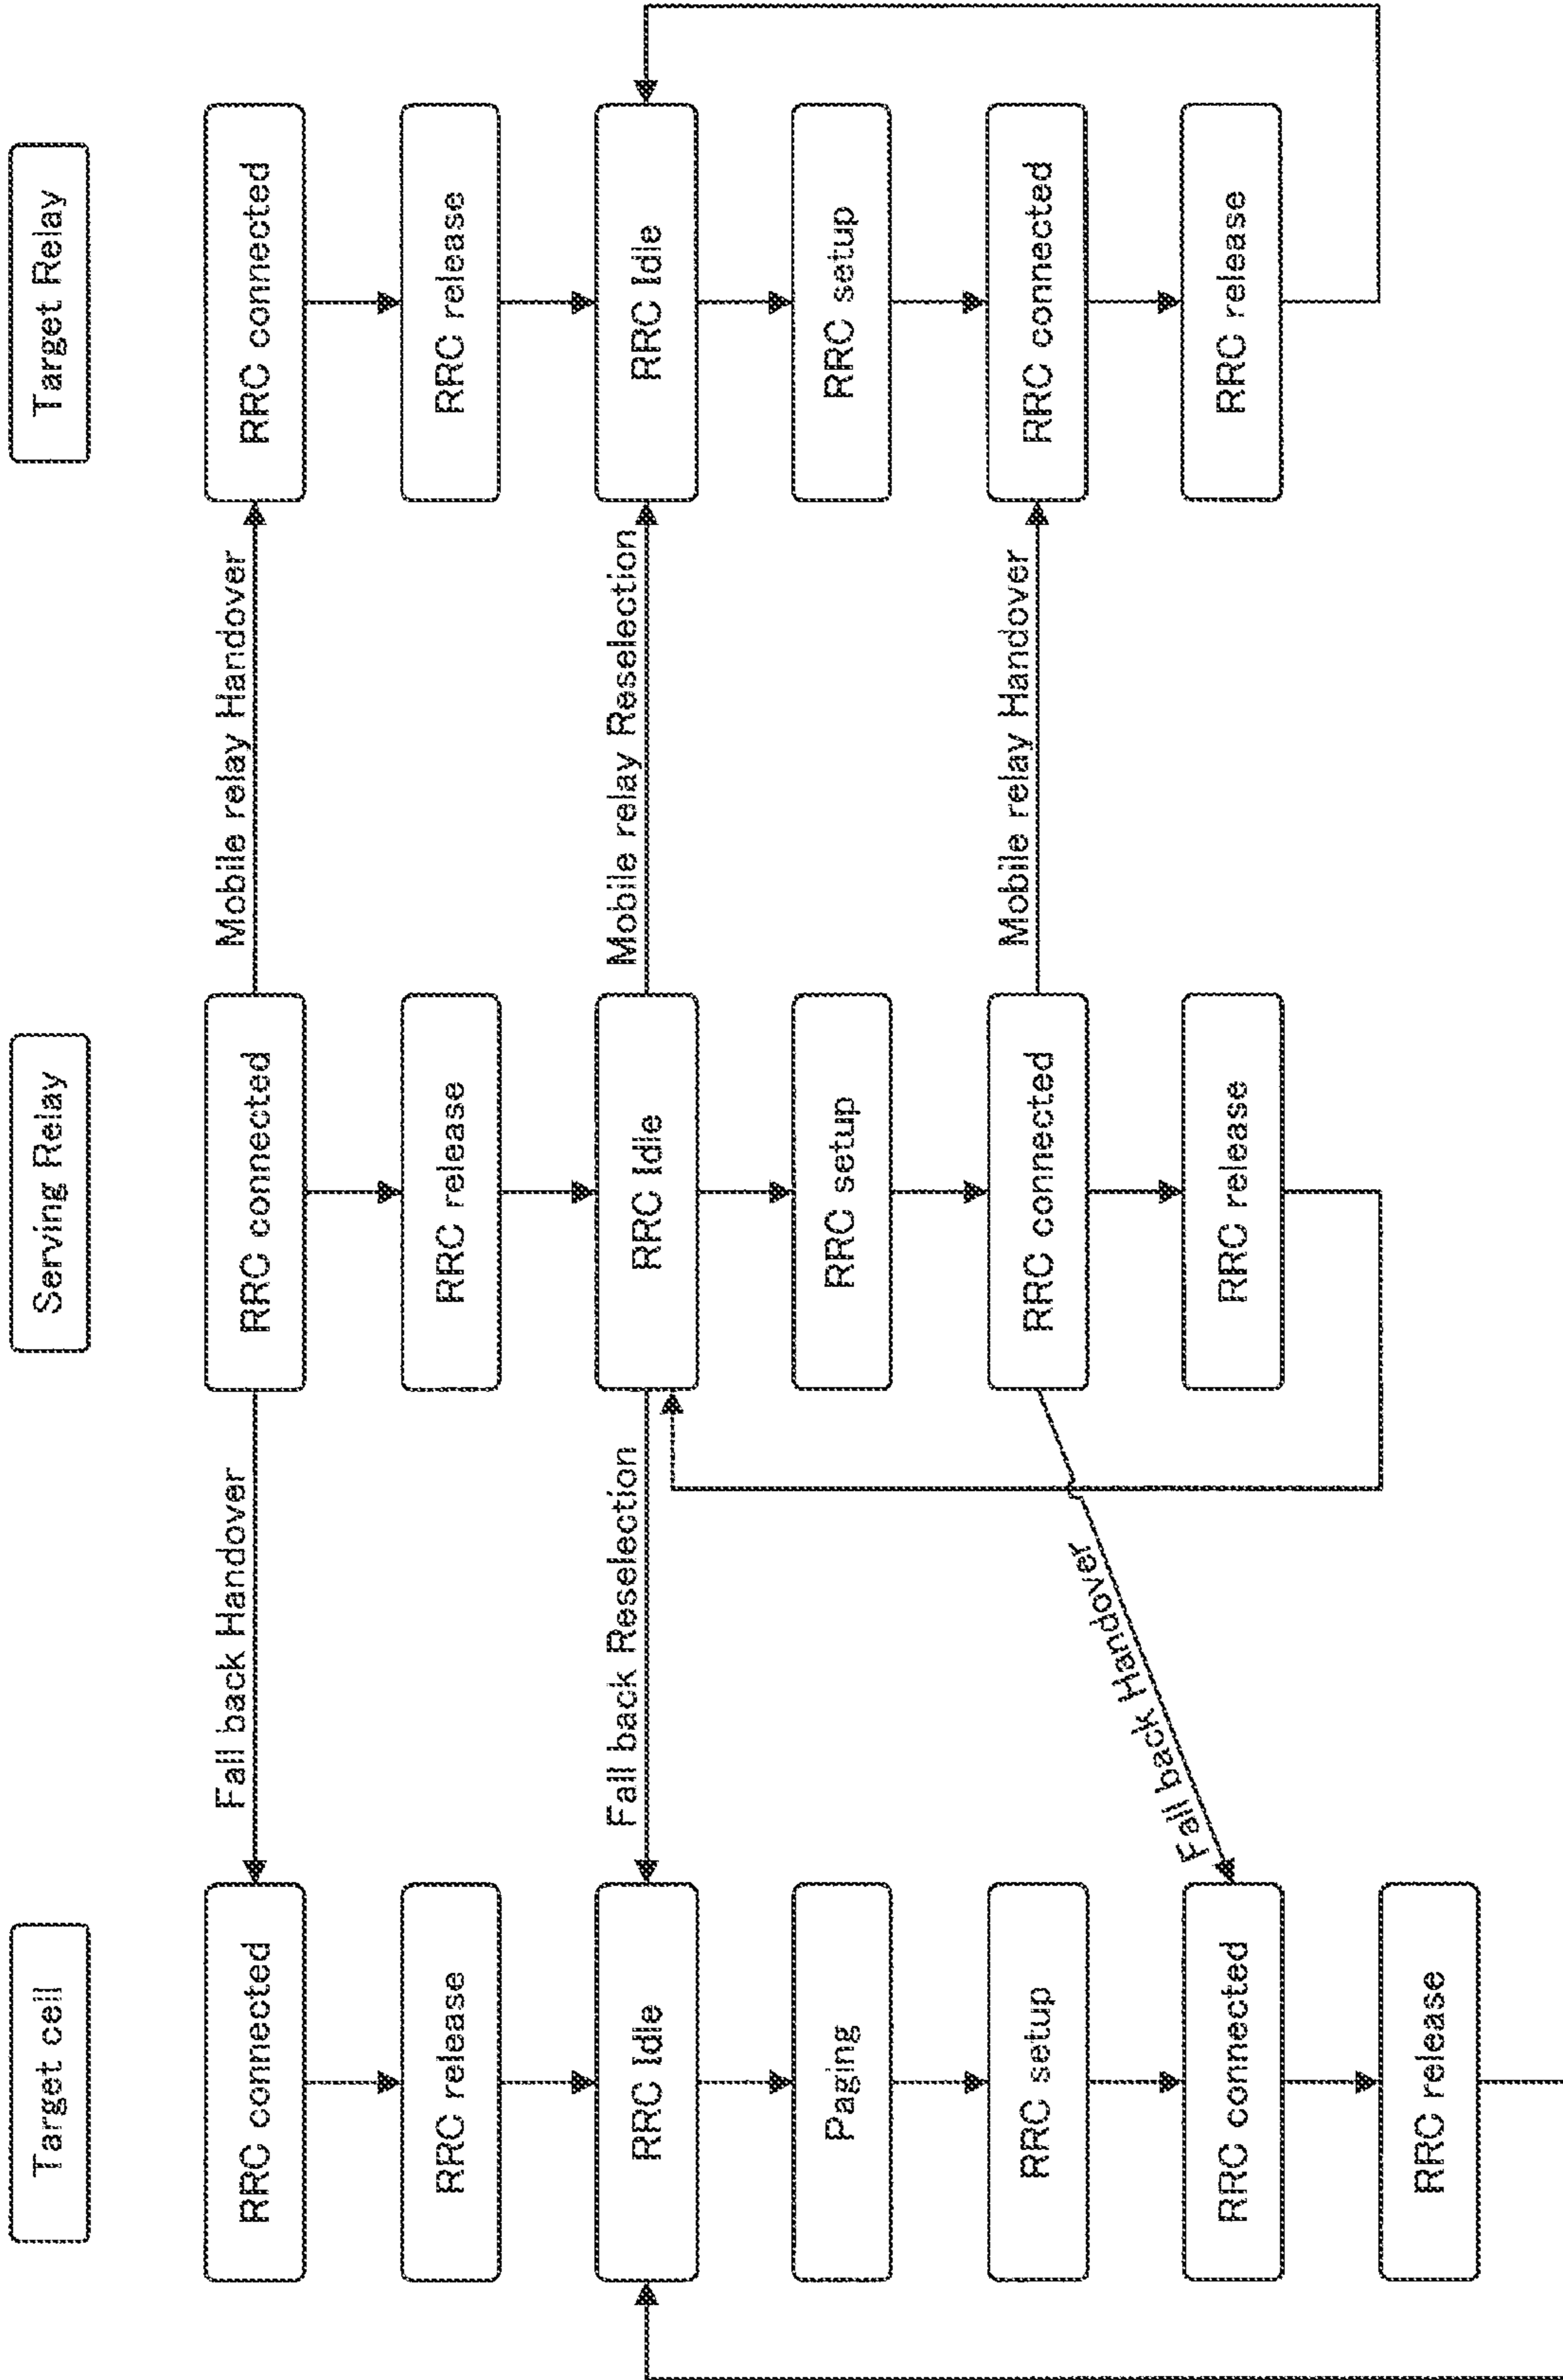 Target cell
Serving Relay
Target Relay
RRC connected
Fall back Handover
RRC connected
Mobile relay Handover
RRC connected
RRC release
RRC release
RRC release
RRC Idle
Fall back Reselection
RRC Idle
Mobile relay Reselection
RRC Idle
Paging
RRC setup
RRC setup
RRC setup
RRC connected
Mobile relay Handover
RRC connected
Fall back Handover
RRC connected
RRC release
RRC release
RRC release